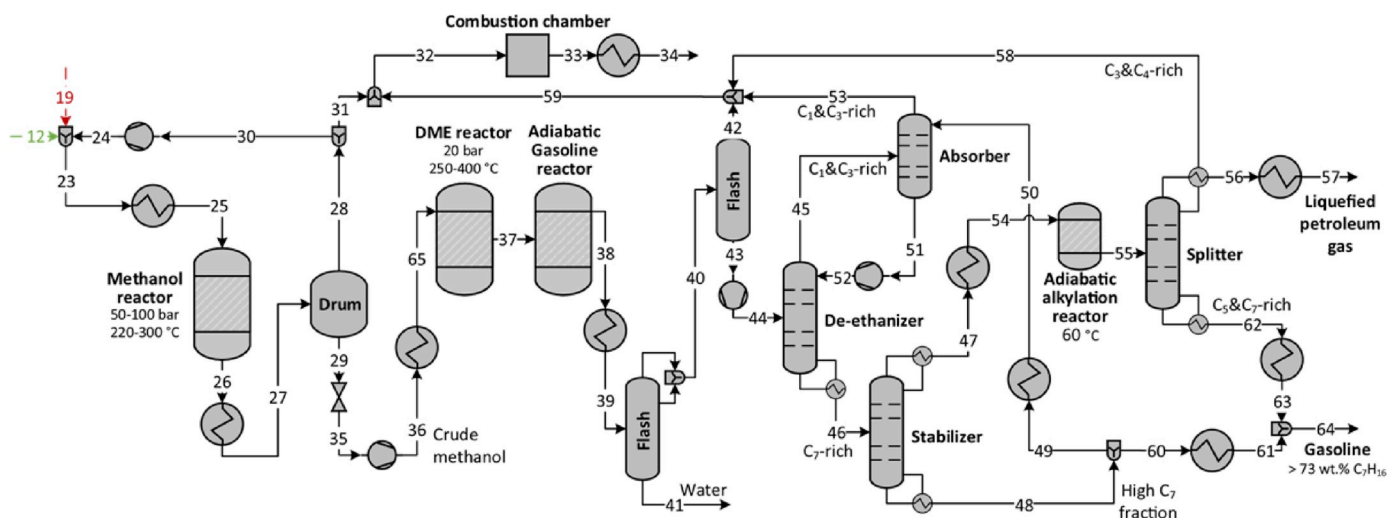 Combustion chamber
32
33
34
58
C₃&C₄-rich
19
31
59
53
C₁&C₃-rich
12
24
30
42
DME reactor
20 bar
250-400 °C
Adiabatic
Gasoline
reactor
Absorber
C₁&C₃-rich
Flash
23
25
28
50
56
57
Liquefied
petroleum
gas
45
54
65
37
38
40
43
51
55
Splitter
Methanol
reactor
50-100 bar
220-300 °C
Drum
52
44
De-ethanizer
47
Adiabatic
alkylation
reactor
60 °C
C₅&C₇-rich
62
29
26
27
39
35
36
Crude
methanol
Flash
46
C₇-rich
Stabilizer
49
60
61
63
64
Gasoline
> 73 wt.% C₇H₁₆
Water
41
48
High C₇
fraction